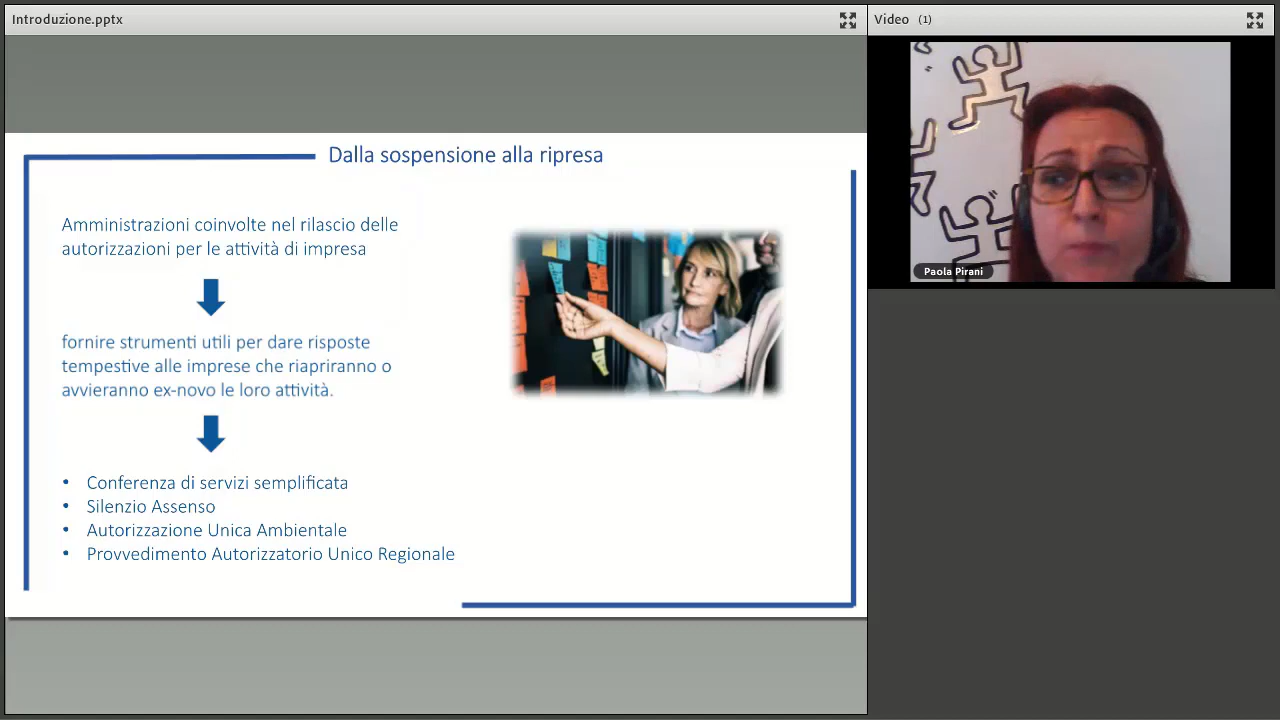 Introduzione.pptx
Video (1)
Dalla sospensione alla ripresa
Amministrazioni coinvolte nel rilascio delle
autorizzazioni per le attività di impresa
fornire strumenti utili per dare risposte
tempestive alle imprese che riapriranno o
avvieranno ex-novo le loro attività.
• Conferenza di servizi semplificata
• Silenzio Assenso
• Autorizzazione Unica Ambientale
• Provvedimento Autorizzatorio Unico Regionale
Paola Pirani